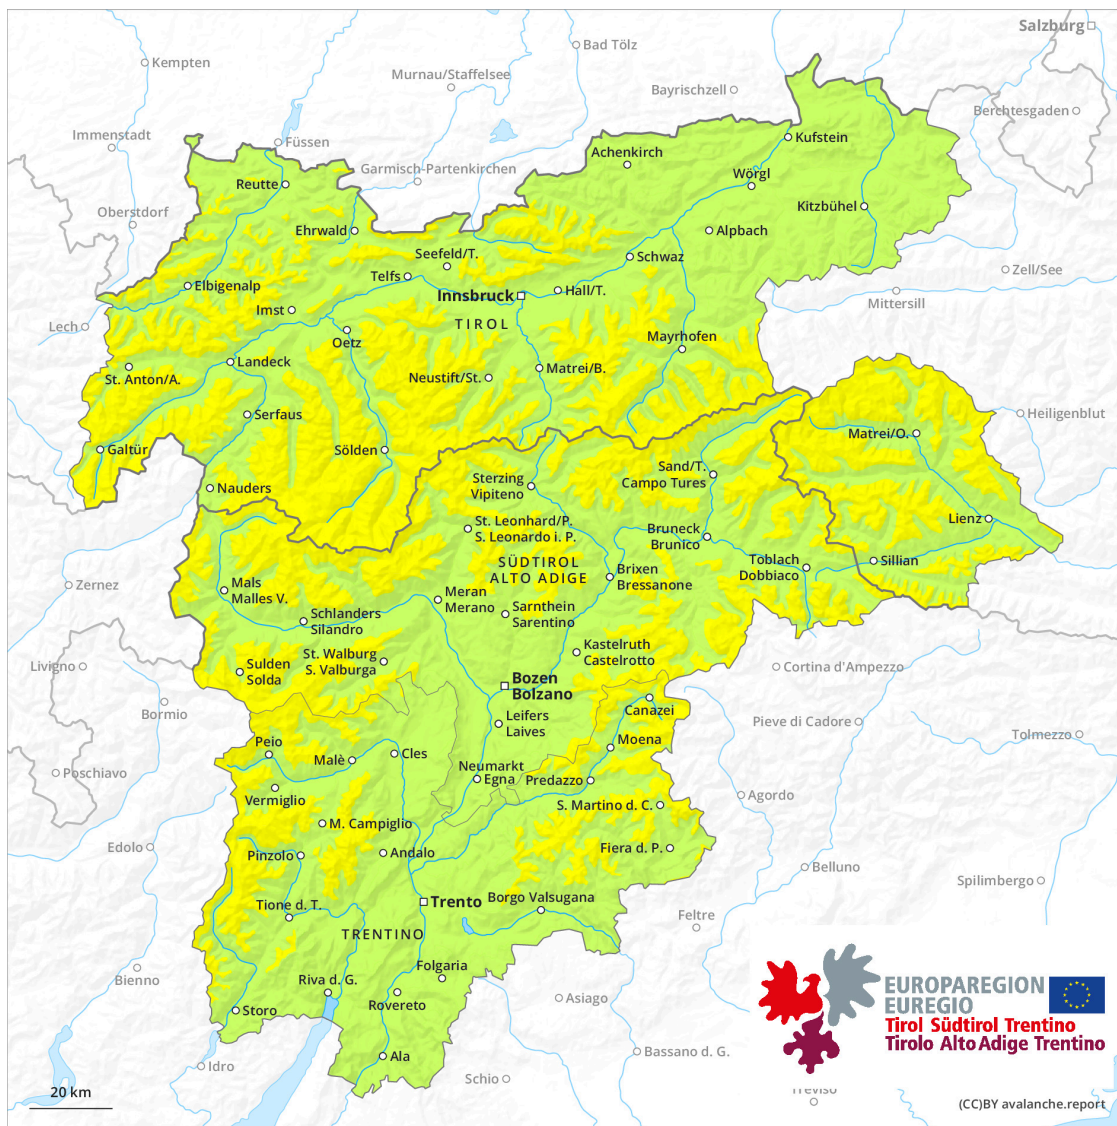 Salzburg
Bad Tölz
Kempten
Murnau/Staffelsee
Bayrischzell
Berchtesgaden
Immenstadt
Füssen
Kufstein
Achenkirch
Garmisch-Partenkirchen
Wörgl
Reutte
Oberstdorf
Kitzbühel
Ehrwald
Alpbach
Seefeld/T.
Schwaz
Zell/See
Telfs
Elbigenalp
Hall/T.
Innsbruck
Mittersill
Imst
TIROL
Lech
Oetz
Mayrhofen
Landeck
Matrei/B.
St. Anton/A.
Neustift/St.
Serfaus
Heiligenblut
Matrei/O.
Galtür
Sölden
Sand/T.
Campo Tures
Sterzing
Vipiteno
Nauders
Lienz
St. Leonhard/P.
S. Leonardo i. P.
Bruneck
Brunico
SÜDTIROL
ALTO ADIGE
Toblach
Dobbiaco
Sillian
Brixen
Bressanone
Zernez
Mals
Malles V.
Meran
Merano
Sarnthein
Sarentino
Schlanders
Silandro
Kastelruth
Castelrotto
St. Walburg
S. Valburga
Livigno
Sulden
Solda
Cortina d'Ampezzo
Bozen
Bolzano
Canazei
Bormio
Leifers
Laives
Pieve di Cadore
Tolmezzo
Moena
Peio
Cles
Malè
Poschiavo
Neumarkt
Egna
Predazzo
Vermiglio
Agordo
S. Martino d. C.
M. Campiglio
Edolo
Fiera d. P.
Andalo
Pinzolo
Belluno
Spilimbergo
Borgo Valsugana
Trento
Tione d. T.
Feltre
TRENTINO
Folgaria
Bienno
Riva d. G.
EUROPAREGION
EUREGIO
Tirol Südtirol Trentino
Tirolo Alto Adige Trentino
Asiago
Rovereto
Storo
Bassano d. G.
Ala
Idro
Schio
Treviso
20 km
(CC)BY avalanche.report